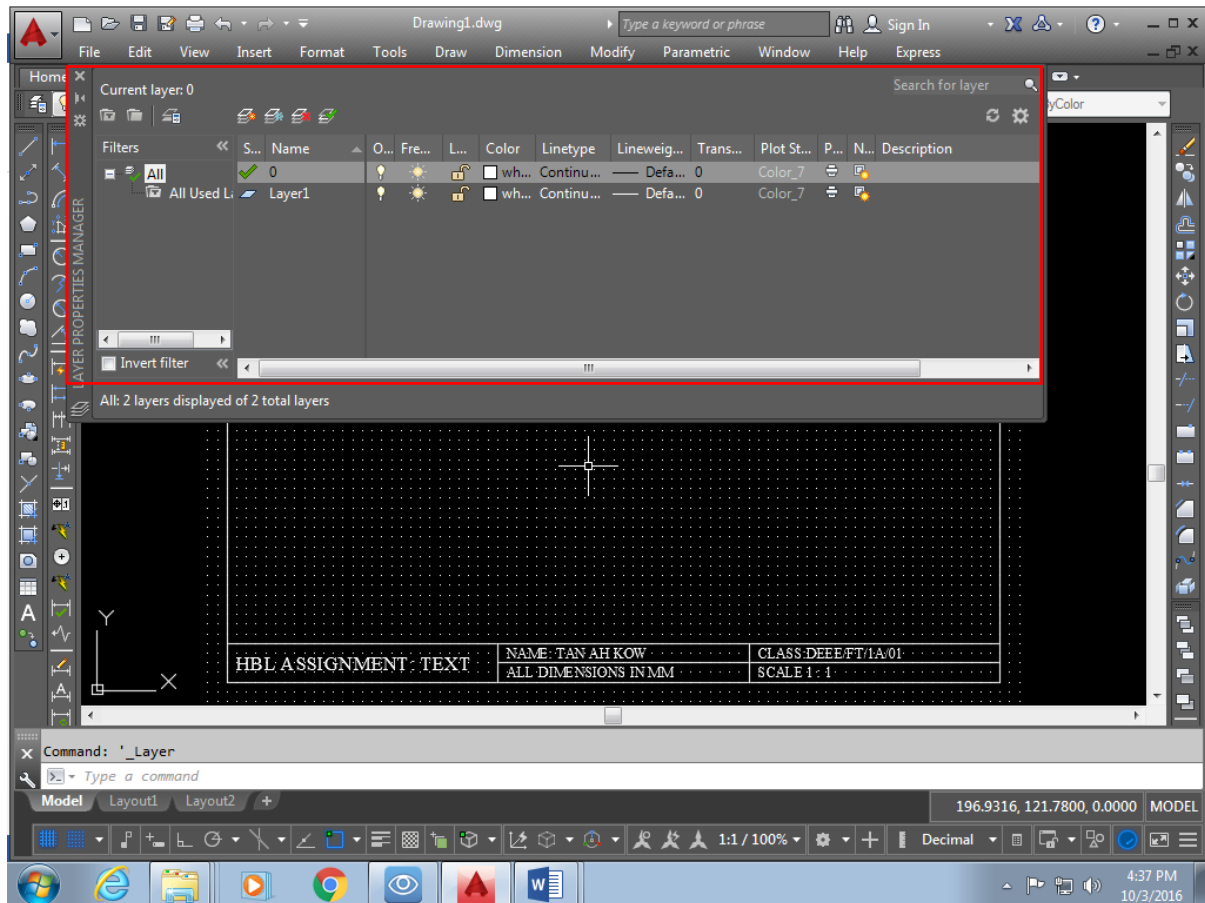 Drawing1.dwg
Type a keyword or phrase
Sign In
File Edit View Insert Format Tools Draw Dimension Modify Parametric Window Help Express
Home
Current layer: 0
Search for layer
yColor
Filters
S... Name O... Fre... L... Color Linetype Lineweig... Trans... Plot St... P... N... Description
All
0 wh... Continu... Defa... 0 Color_7
All Used La
Layer1 wh... Continu... Defa... 0 Color_7
Invert filter
LAYER PROPERTIES MANAGER
All: 2 layers displayed of 2 total layers
Y
X
HBL ASSIGNMENT : TEXT
NAME: TAN AH KOW
CLASS:DEEE/FT/1A/01
ALL DIMENSIONS IN MM
SCALE 1 : 1
Command: '_Layer
Type a command
Model Layout1 Layout2 +
196.9316, 121.7800, 0.0000 MODEL
1:1 / 100% Decimal
4:37 PM
10/3/2016